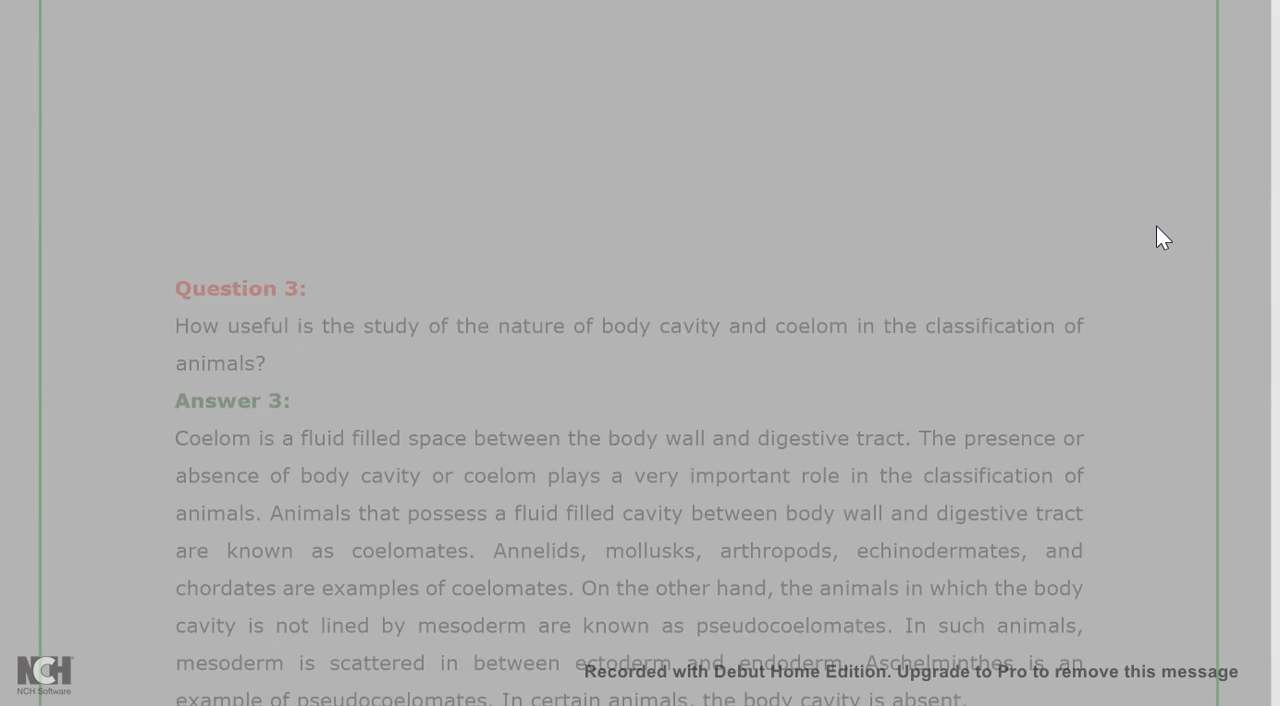 Question 3:
How useful is the study of the nature of body cavity and coelom in the classification of
animals?
Answer 3:
Coelom is a fluid filled space between the body wall and digestive tract. The presence or
absence of body cavity or coelom plays a very important role in the classification of
animals. Animals that possess a fluid filled cavity between body wall and digestive tract
are known as coelomates. Annelids, mollusks, arthropods, echinodermates, and
chordates are examples of coelomates. On the other hand, the animals in which the body
cavity is not lined by mesoderm are known as pseudocoelomates. In such animals,
mesoderm is scattered in between ectoderm and endoderm. Aschelminthes is an
example of pseudocoelomates. In certain animals, the body cavity is absent.
Recorded with Debut Home Edition. Upgrade to Pro to remove this message
NCH
NCH Software